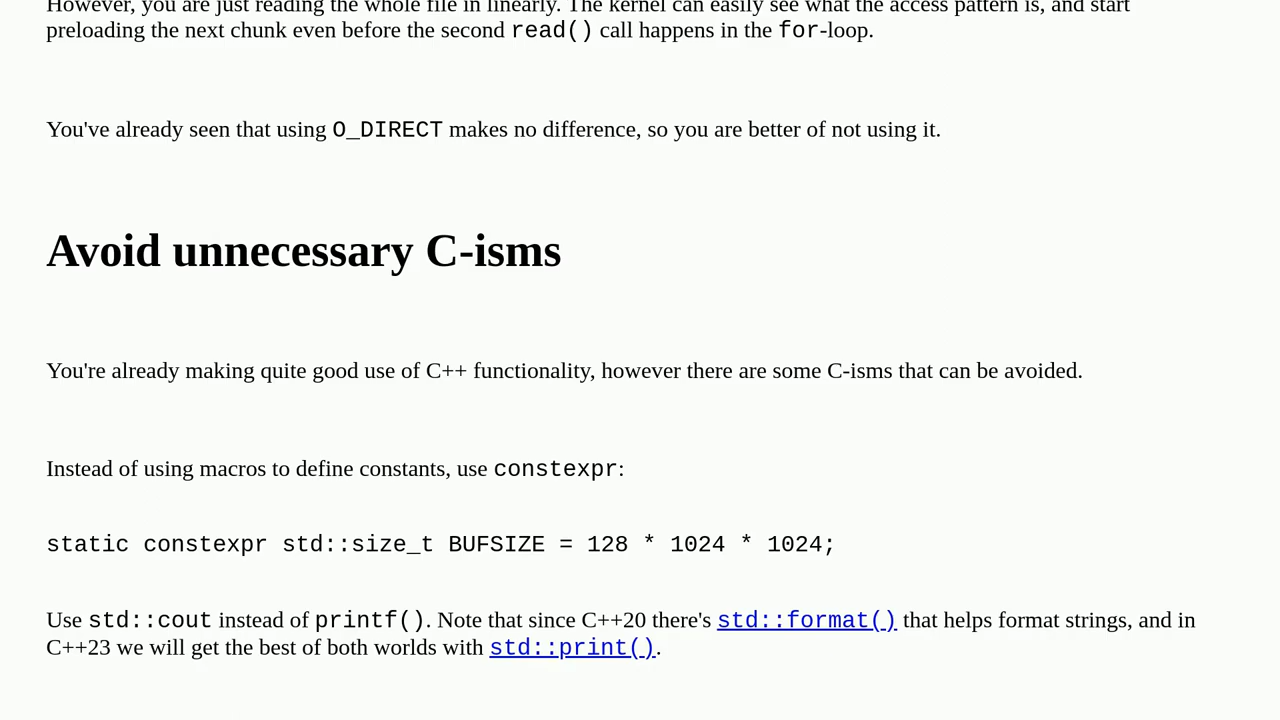 However, you are just reading the whole file in linearly. The kernel can easily see what the access pattern is, and start
preloading the next chunk even before the second read() call happens in the for-loop.
You've already seen that using O_DIRECT makes no difference, so you are better of not using it.
Avoid unnecessary C-isms
You're already making quite good use of C++ functionality, however there are some C-isms that can be avoided.
Instead of using macros to define constants, use constexpr:
static constexpr std::size_t BUFSIZE = 128 * 1024 * 1024;
Use std::cout instead of printf(). Note that since C++20 there's std::format() that helps format strings, and in
C++23 we will get the best of both worlds with std::print().